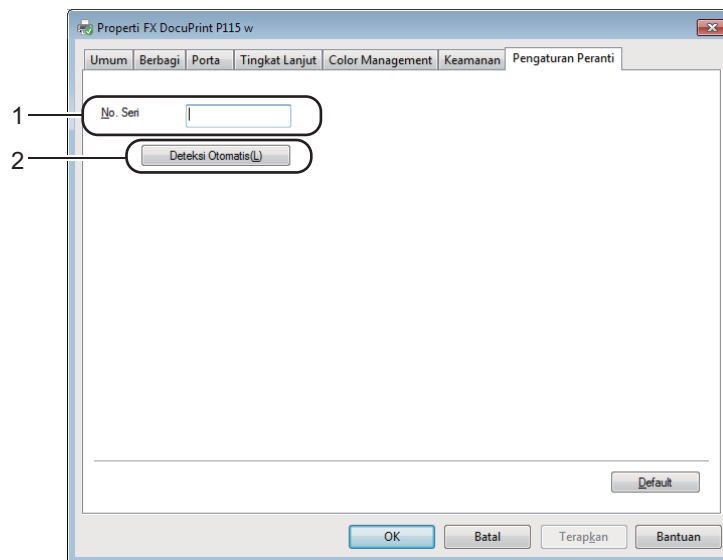 Properti FX DocuPrint P115 w
Umum Berbagi Porta Tingkat Lanjut Color Management Keamanan Pengaturan Peranti
1 No. Seri
2 Deteksi Otomatis(L)
Default
OK Batal Terapkan Bantuan